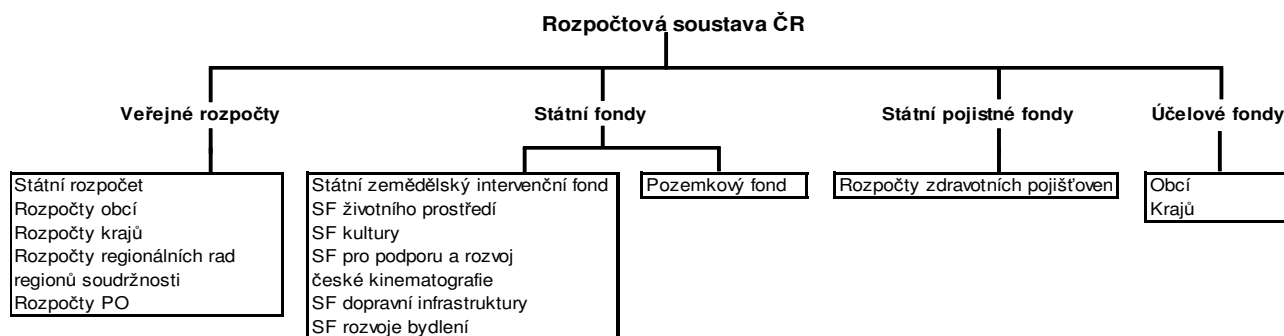 Rozpočtová soustava ČR
Veřejné rozpočty
Státní fondy
Státní pojistné fondy
Účelové fondy
Státní rozpočet
Rozpočty obcí
Rozpočty krajů
Rozpočty regionálních rad
regionů soudržnosti
Rozpočty PO
Státní zemědělský intervenční fond
SF životního prostředí
SF kultury
SF pro podporu a rozvoj
české kinematografie
SF dopravní infrastruktury
SF rozvoje bydlení
Pozemkový fond
Rozpočty zdravotních pojišťoven
Obcí
Krajů